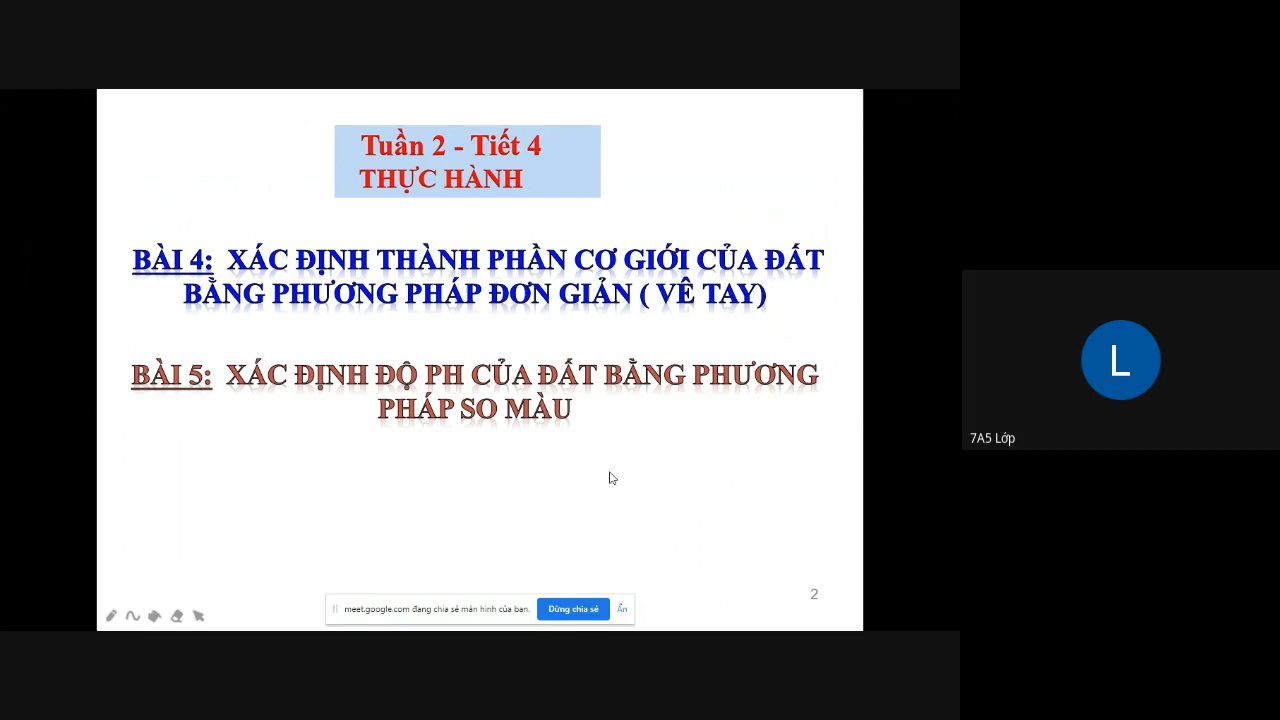 Tuần 2 - Tiết 4
THỰC HÀNH
BÀI 4: XÁC ĐỊNH THÀNH PHẦN CƠ GIỚI CỦA ĐẤT
BẰNG PHƯƠNG PHÁP ĐƠN GIẢN ( VÊ TAY)
BÀI 5: XÁC ĐỊNH ĐỘ PH CỦA ĐẤT BẰNG PHƯƠNG
PHÁP SO MÀU
L
7A5 Lớp
2
meet.google.com đang chia sẻ màn hình của bạn. Dừng chia sẻ Ẩn